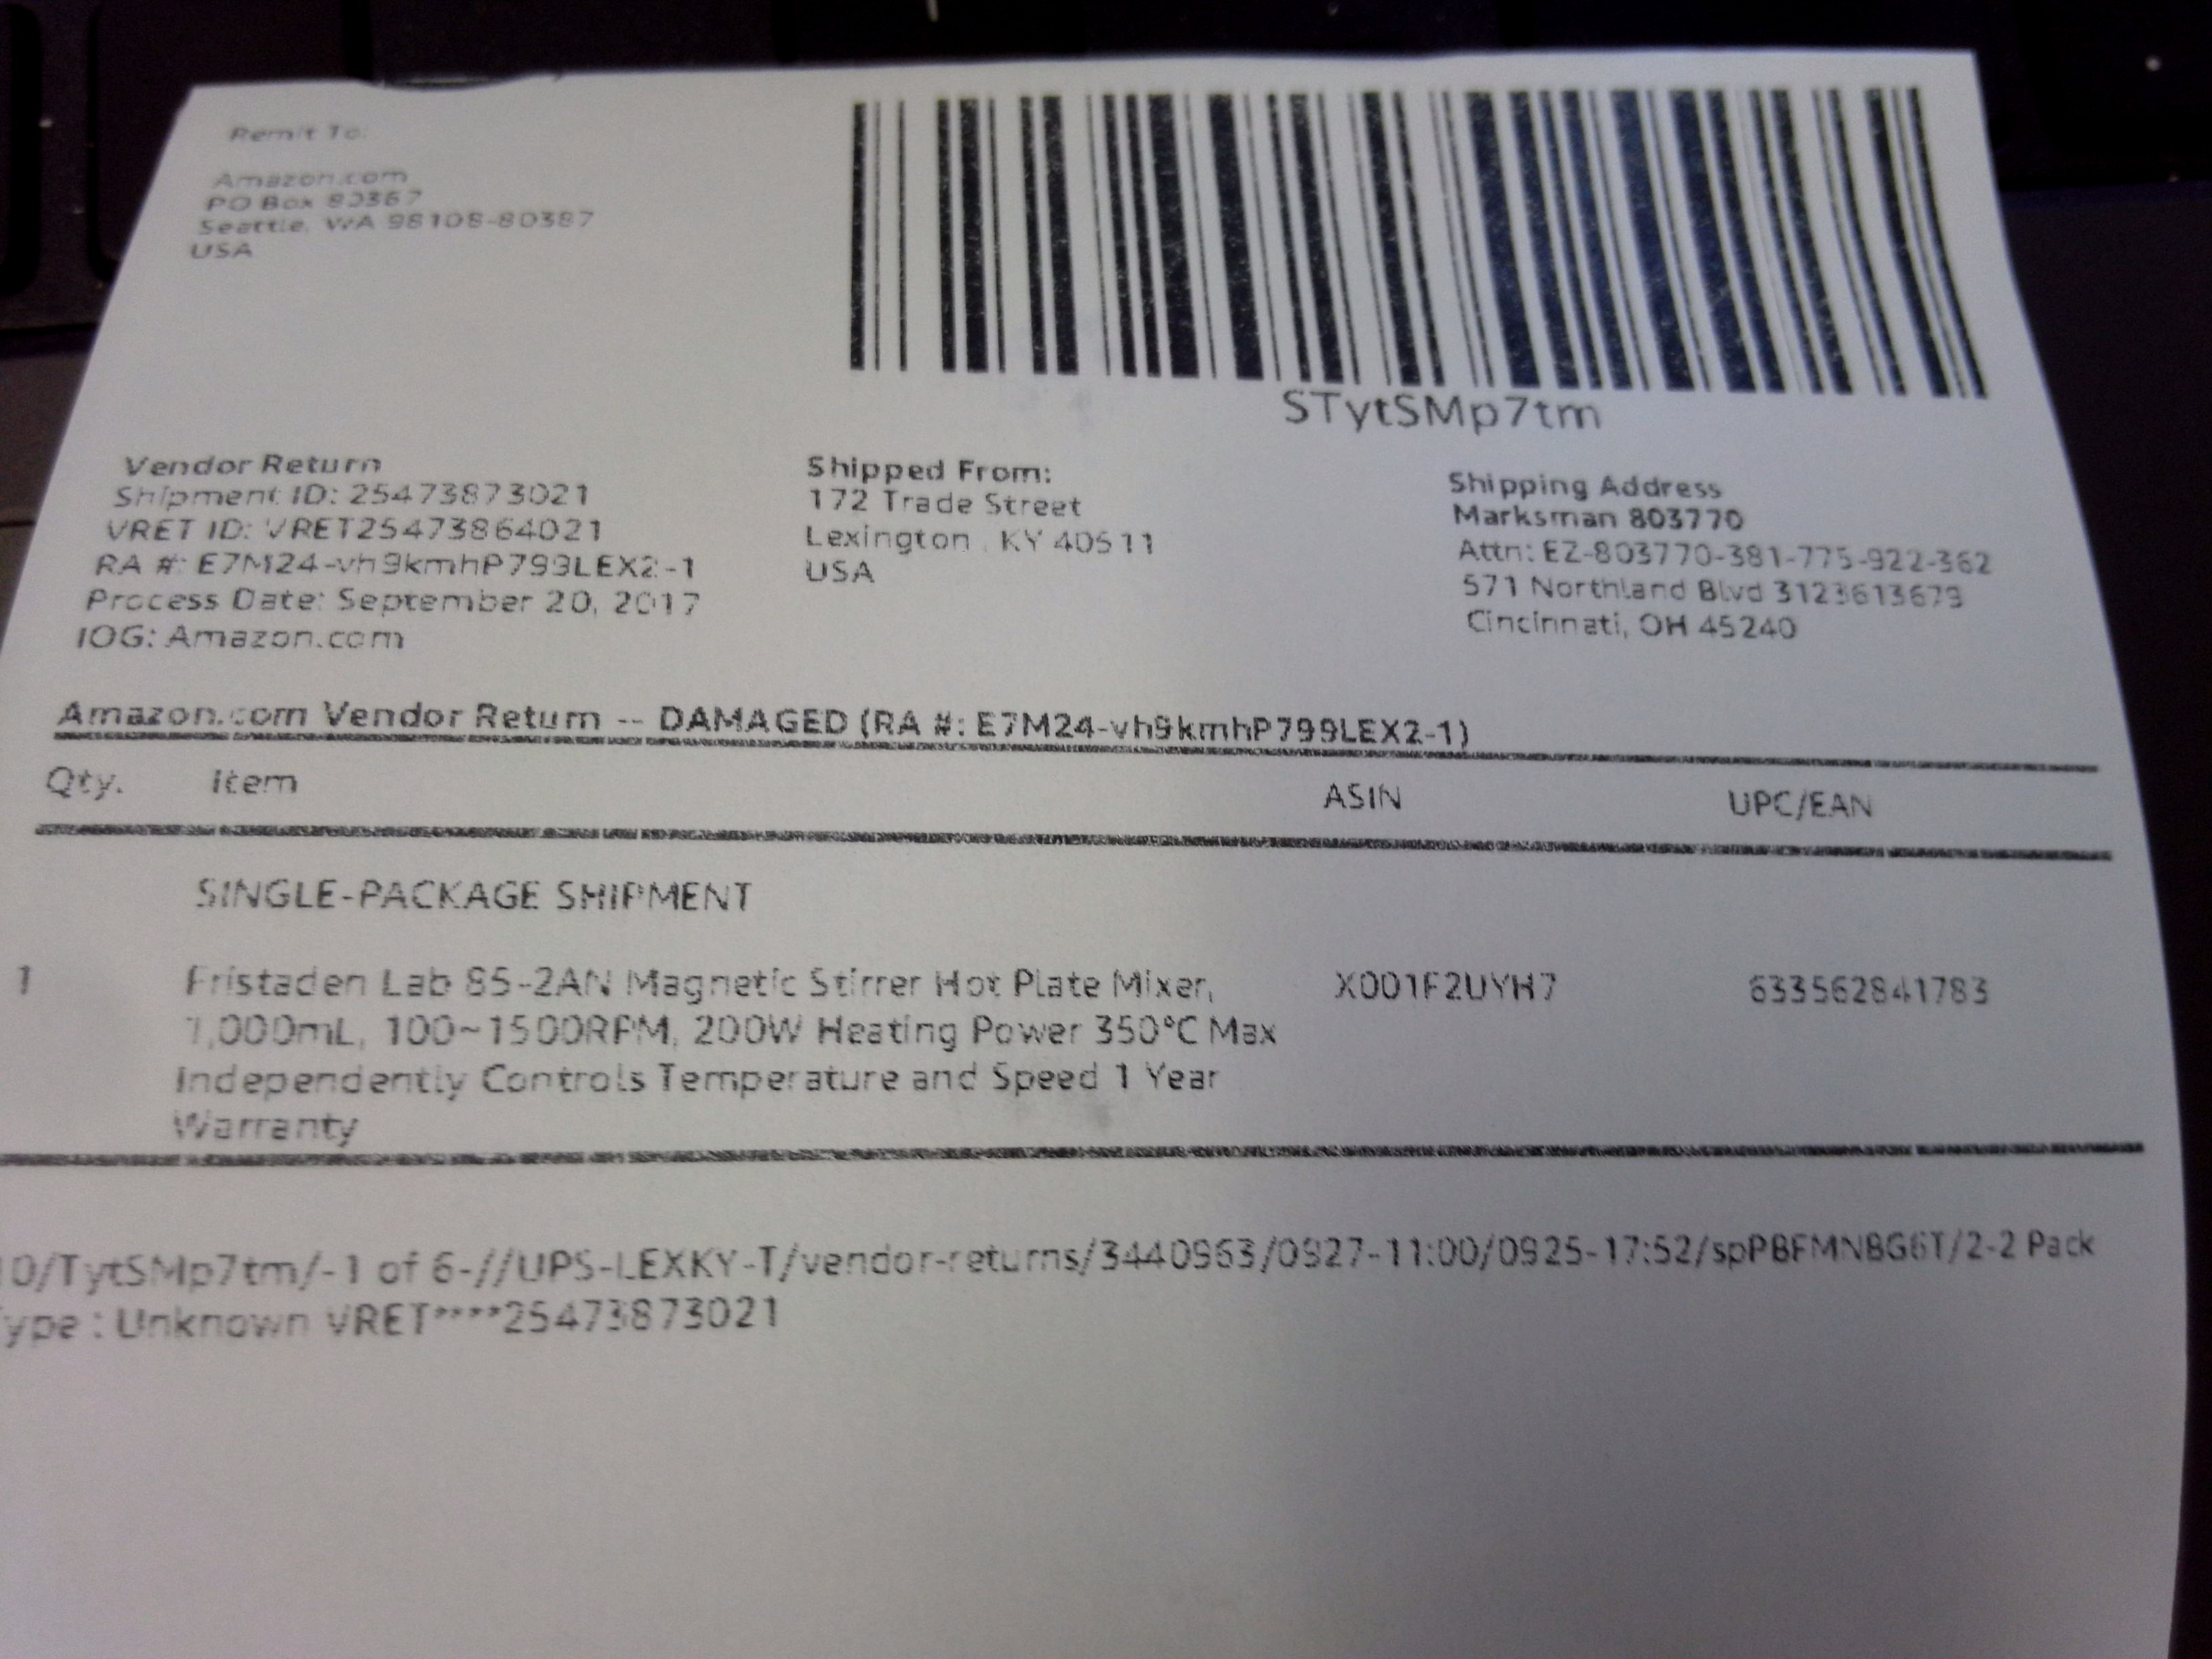 Remit To:
Amazon.com
PO Box 80387
Seattle, WA 98108-80387
USA
STytSMp7tm
Vendor Return
Shipment ID: 25473873021
VRET ID: VRET25473864021
RA #: E7M24-vh9kmhP799LEX2-1
Process Date: September 20, 2017
IOG: Amazon.com
Shipped From:
172 Trade Street
Lexington , KY 40511
USA
Shipping Address
Marksman 803770
Attn: EZ-803770-381-775-922-362
571 Northland Blvd 3123613679
Cincinnati, OH 45240
Amazon.com Vendor Return -- DAMAGED (RA #: E7M24-vh9kmhP799LEX2-1)
Qty. Item ASIN UPC/EAN
SINGLE-PACKAGE SHIPMENT
1 Fristaden Lab 85-2AN Magnetic Stirrer Hot Plate Mixer, X001F2UYH7 633562841783
1,000mL, 100~1500RPM, 200W Heating Power 350°C Max
Independently Controls Temperature and Speed 1 Year
Warranty
10/TytSMp7tm/-1 of 6-//UPS-LEXKY-T/vendor-returns/3440963/0927-11:00/0925-17:52/ 2-2 Pack
Type : Unknown VRET****25473873021